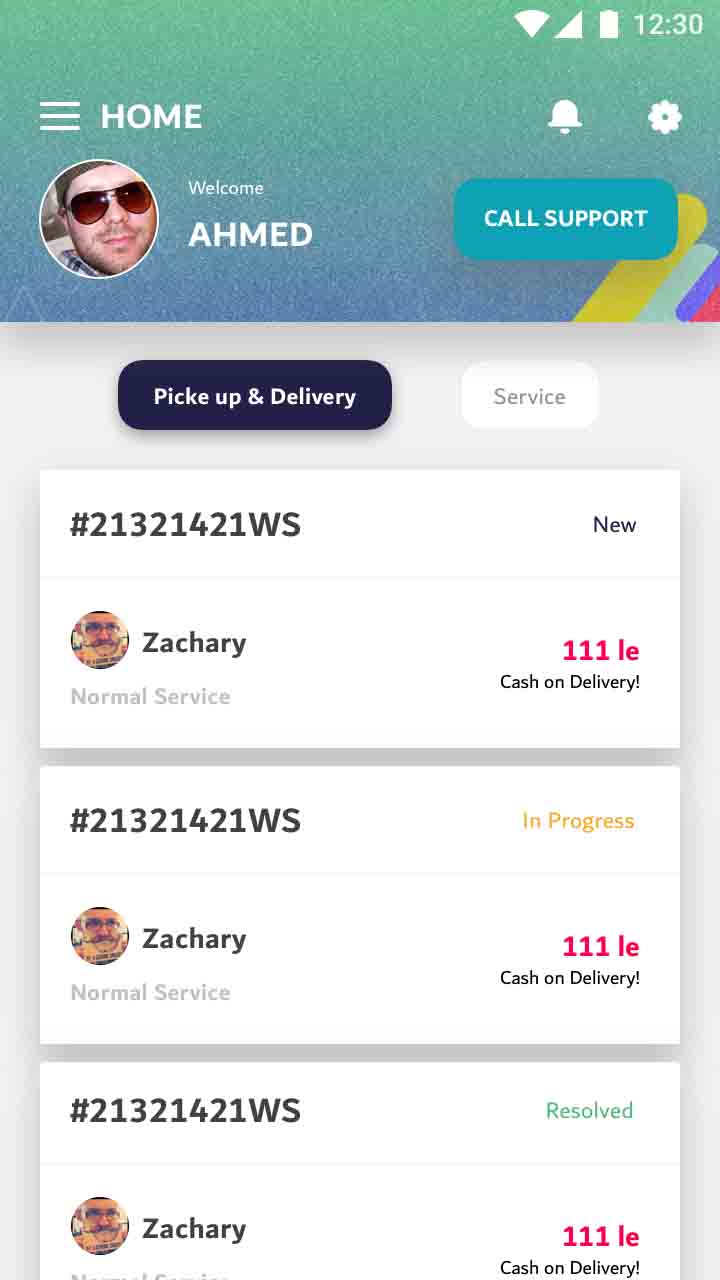 12:30
HOME
Welcome
AHMED
CALL SUPPORT
Picke up & Delivery
Service
#21321421WS
New
Zachary
111 le
Normal Service
Cash on Delivery!
#21321421WS
In Progress
Zachary
111 le
Normal Service
Cash on Delivery!
#21321421WS
Resolved
Zachary
111 le
Cash on Delivery!
Normal Service